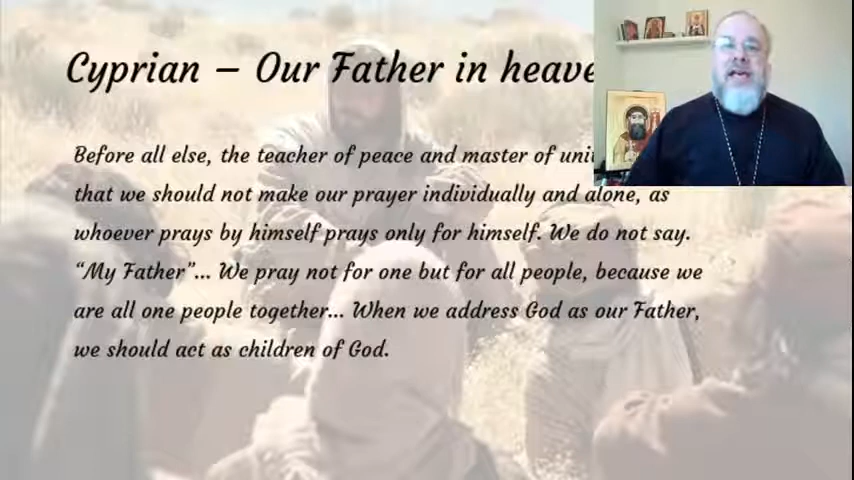 Cyprian – Our Father in heave
Before all else, the teacher of peace and master of uni
that we should not make our prayer individually and alone, as
whoever prays by himself prays only for himself. We do not say.
“My Father”... We pray not for one but for all people, because we
are all one people together... When we address God as our Father,
we should act as children of God.